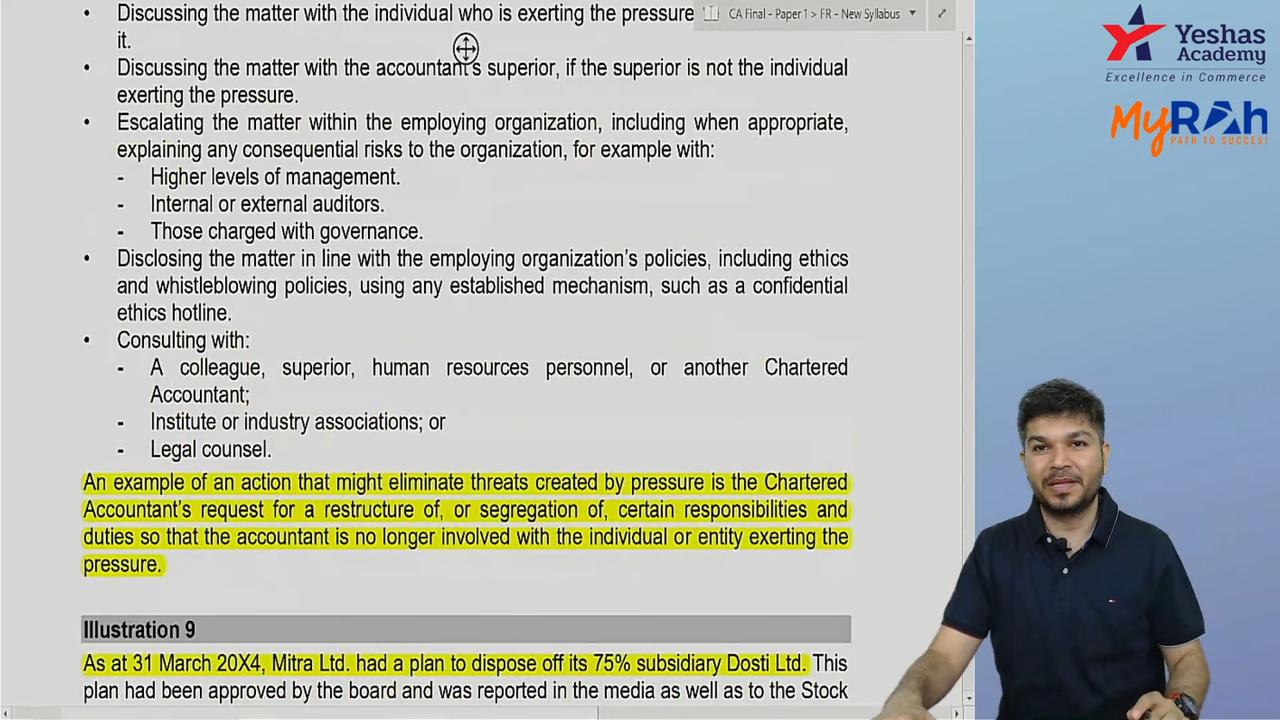 • Discussing the matter with the individual who is exerting the pressure
it.
CA Final - Paper 1 > FR - New Syllabus
• Discussing the matter with the accountant's superior, if the superior is not the individual
exerting the pressure.
• Escalating the matter within the employing organization, including when appropriate,
explaining any consequential risks to the organization, for example with:
- Higher levels of management.
- Internal or external auditors.
- Those charged with governance.
• Disclosing the matter in line with the employing organization's policies, including ethics
and whistleblowing policies, using any established mechanism, such as a confidential
ethics hotline.
• Consulting with:
- A colleague, superior, human resources personnel, or another Chartered
Accountant;
- Institute or industry associations; or
- Legal counsel.
An example of an action that might eliminate threats created by pressure is the Chartered
Accountant's request for a restructure of, or segregation of, certain responsibilities and
duties so that the accountant is no longer involved with the individual or entity exerting the
pressure.
Illustration 9
As at 31 March 20X4, Mitra Ltd. had a plan to dispose off its 75% subsidiary Dosti Ltd. This
plan had been approved by the board and was reported in the media as well as to the Stock
Yeshas
Academy
Excellence in Commerce
MyRAh
PATH TO SUCCESS!